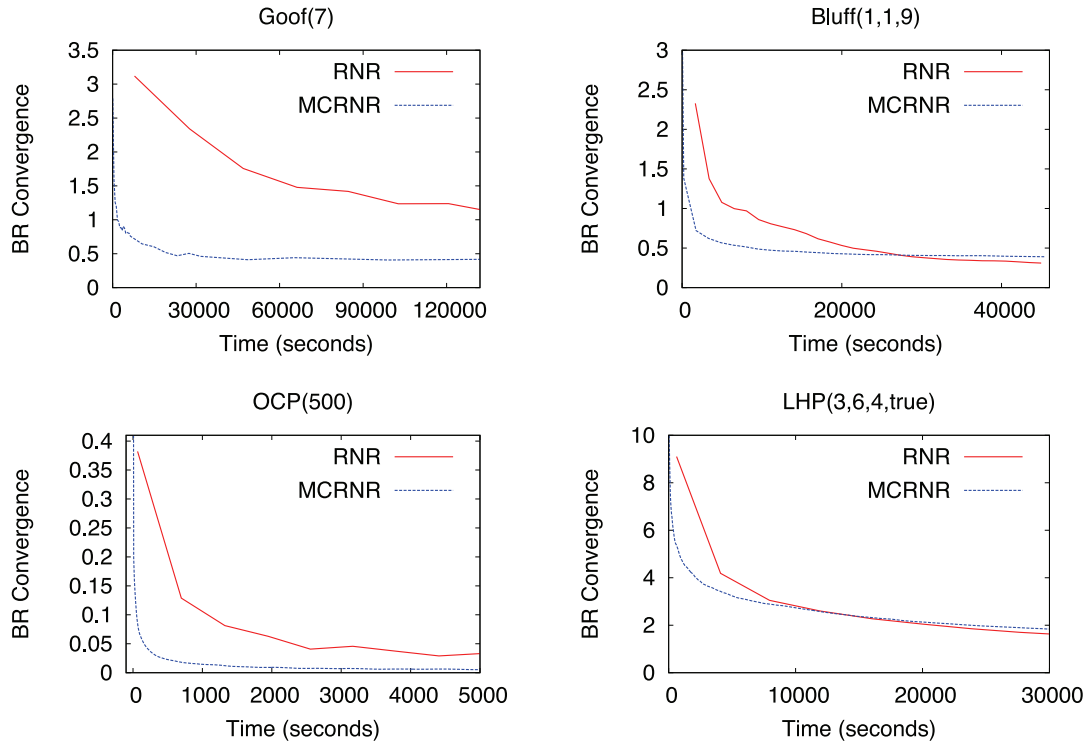 Goof(7)
BR Convergence
3.5
3
2.5
2
1.5
1
0.5
0
RNR
MCRNR
0 30000 60000 90000 120000
Time (seconds)
Bluff(1,1,9)
BR Convergence
3
2.5
2
1.5
1
0.5
0
RNR
MCRNR
0 20000 40000
Time (seconds)
OCP(500)
BR Convergence
0.4
0.35
0.3
0.25
0.2
0.15
0.1
0.05
0
RNR
MCRNR
0 1000 2000 3000 4000 5000
Time (seconds)
LHP(3,6,4,true)
BR Convergence
10
8
6
4
2
0
RNR
MCRNR
0 10000 20000 30000
Time (seconds)